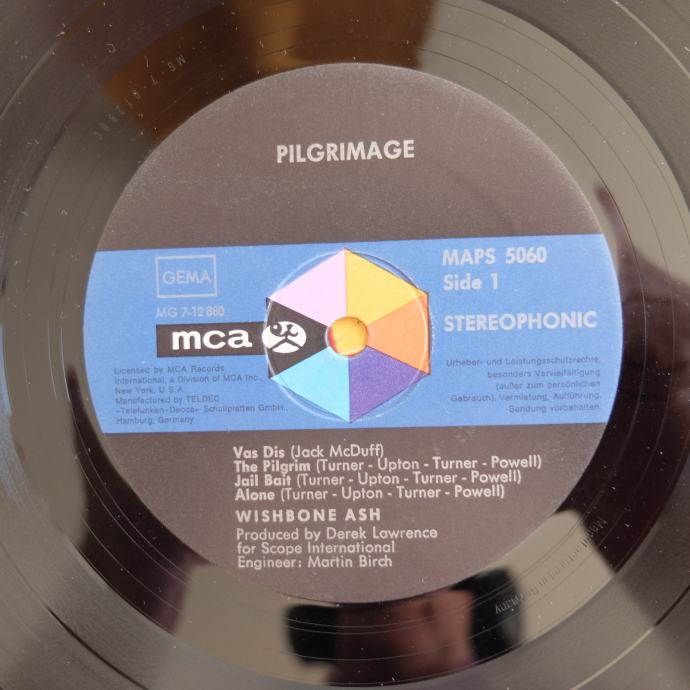 PILGRIMAGE
GEMA
MG 7-12 880
mca
Licensed by MCA Records
International, a Division of MCA Inc.,
New York, U.S.A.
Manufactured by TELDEC
»Telefunken-Decca« Schallplatten GmbH.,
Hamburg, Germany
MAPS 5060
Side 1
STEREOPHONIC
Urheber- und Leistungsschutzrechte,
besonders Vervielfältigung
(außer zum persönlichen
Gebrauch), Vermietung, Aufführung,
Sendung vorbehalten.
Vas Dis (Jack McDuff)
The Pilgrim (Turner - Upton - Turner - Powell)
Jail Bait (Turner - Upton - Turner - Powell)
Alone (Turner - Upton - Turner - Powell)
WISHBONE ASH
Produced by Derek Lawrence
for Scope International
Engineer: Martin Birch
Manufactured in Germany